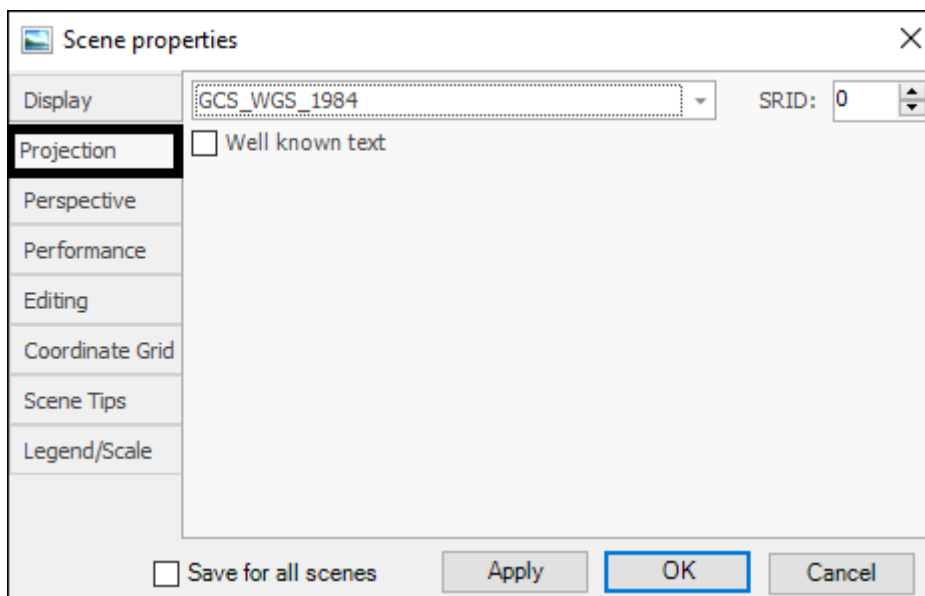 Scene properties
Display
GCS_WGS_1984
SRID: 0
Projection
Well known text
Perspective
Performance
Editing
Coordinate Grid
Scene Tips
Legend/Scale
Save for all scenes
Apply
OK
Cancel